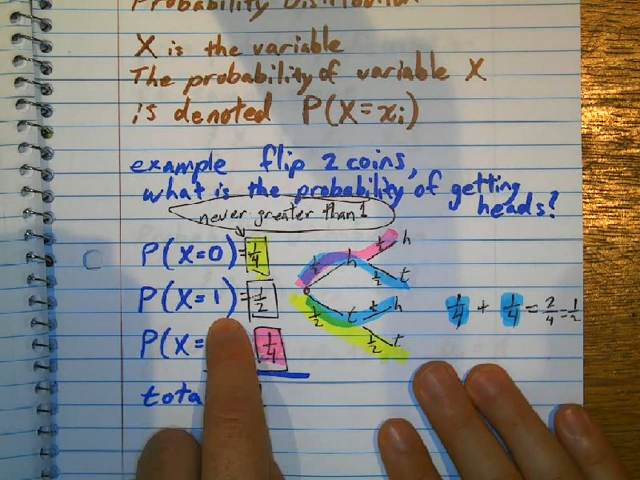 Probability Distribution
X is the variable
The probability of variable X
is denoted P(X=xi)
example flip 2 coins,
what is the probability of getting
heads?
never greater than 1
P(X=0)=1/4
P(X=1)=1/2
P(X= 1/4
tota
1/2 h 1/2 h
1/2 t
1/2 t 1/2 h
1/2 t
1/4 + 1/4 = 2/4 = 1/2